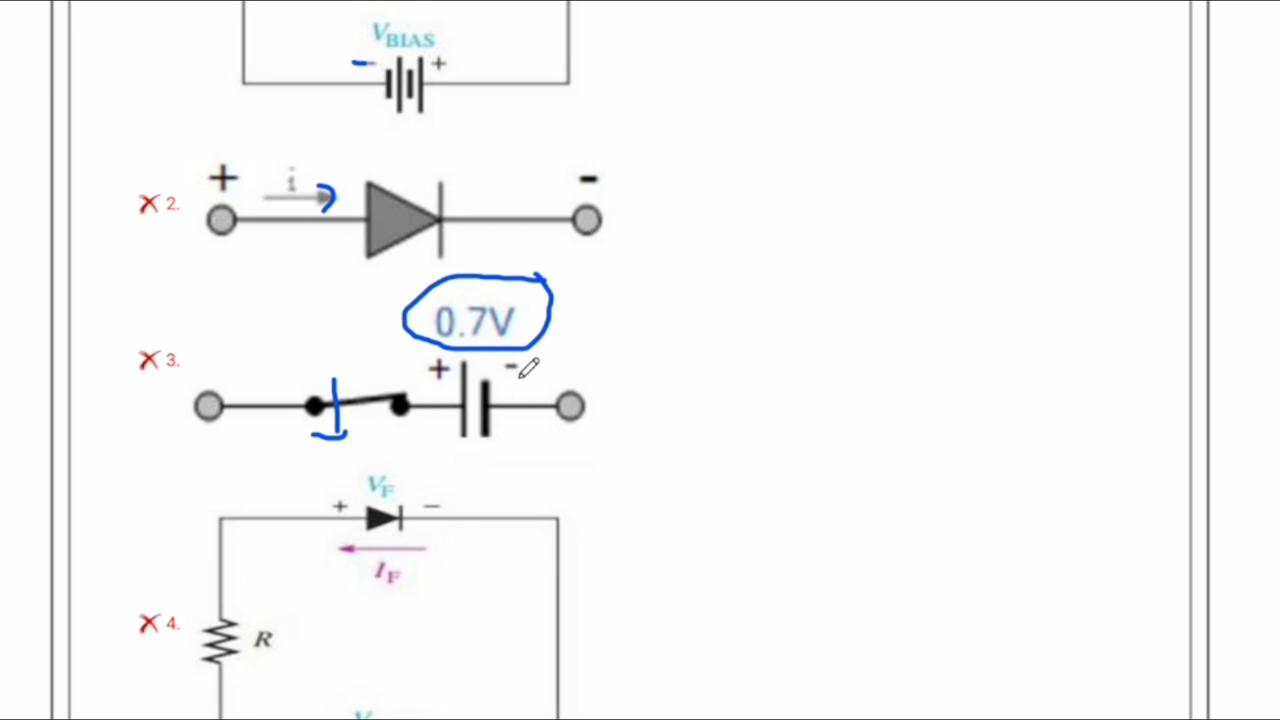 VBIAS
- +
+ i -
2.
0.7V
3.
+ -
VF
+ −
IF
4.
R